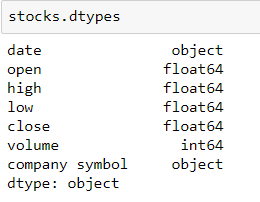 stocks.dtypes
date object
open float64
high float64
low float64
close float64
volume int64
company symbol object
dtype: object